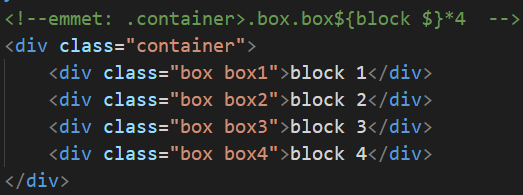 <!--emmet: .container>.box.box${block $}*4  -->
<div class="container">
    <div class="box box1">block 1</div>
    <div class="box box2">block 2</div>
    <div class="box box3">block 3</div>
    <div class="box box4">block 4</div>
</div>